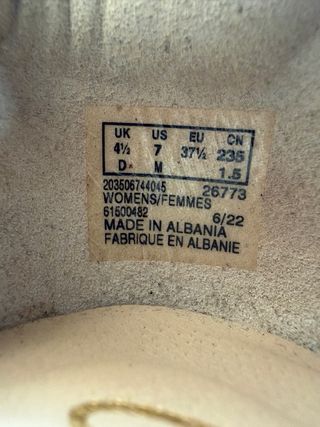 UK US EU CN
4½ 7 37½ 235
D M 1.5
203506744045 26773
WOMENS/FEMMES
61500482 6/22
MADE IN ALBANIA
FABRIQUE EN ALBANIE